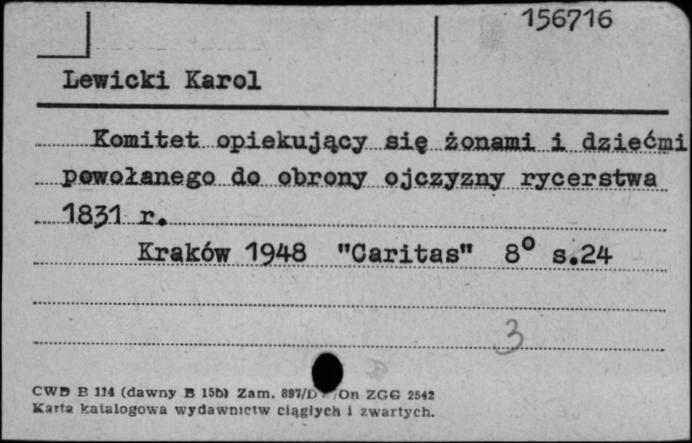 156716
Lewicki Karol
Komitet opiekujący się żonami i dziećmi
powołanego do obrony ojczyzny rycerstwa
1831 r.
Kraków 1948 "Caritas" 8° s.24
3
CWD B 114 (dawny B 15b) Zam. 897/D /On ZGG 2542
Karta katalogowa wydawnictw ciągłych i zwartych.